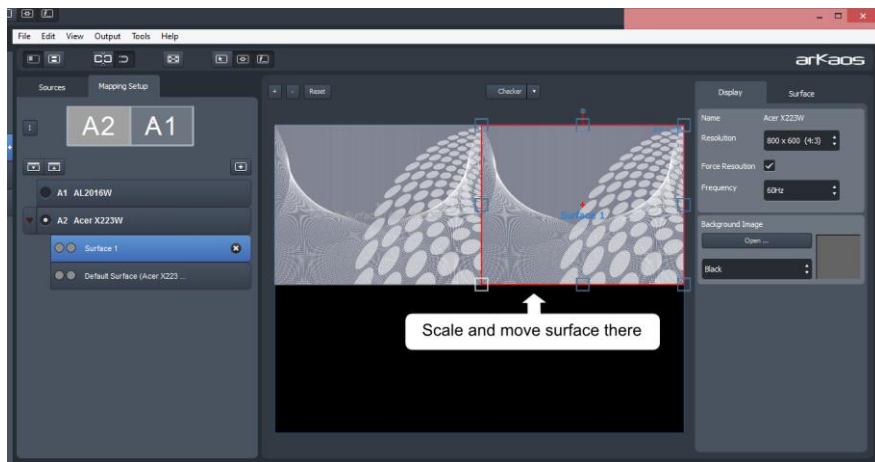 File Edit View Output Tools Help
arKaos
Sources Mapping Setup
+ - Reset Checker
Display Surface
A2 A1
Name Acer X223W
Resolution 800 x 600 (4:3)
Force Resoution
Frequency 60Hz
A1 AL2016W
A2 Acer X223W
Surface 1
Default Surface (Acer X223 ...
Surface 1
Background Image
Open ...
Black
Scale and move surface there